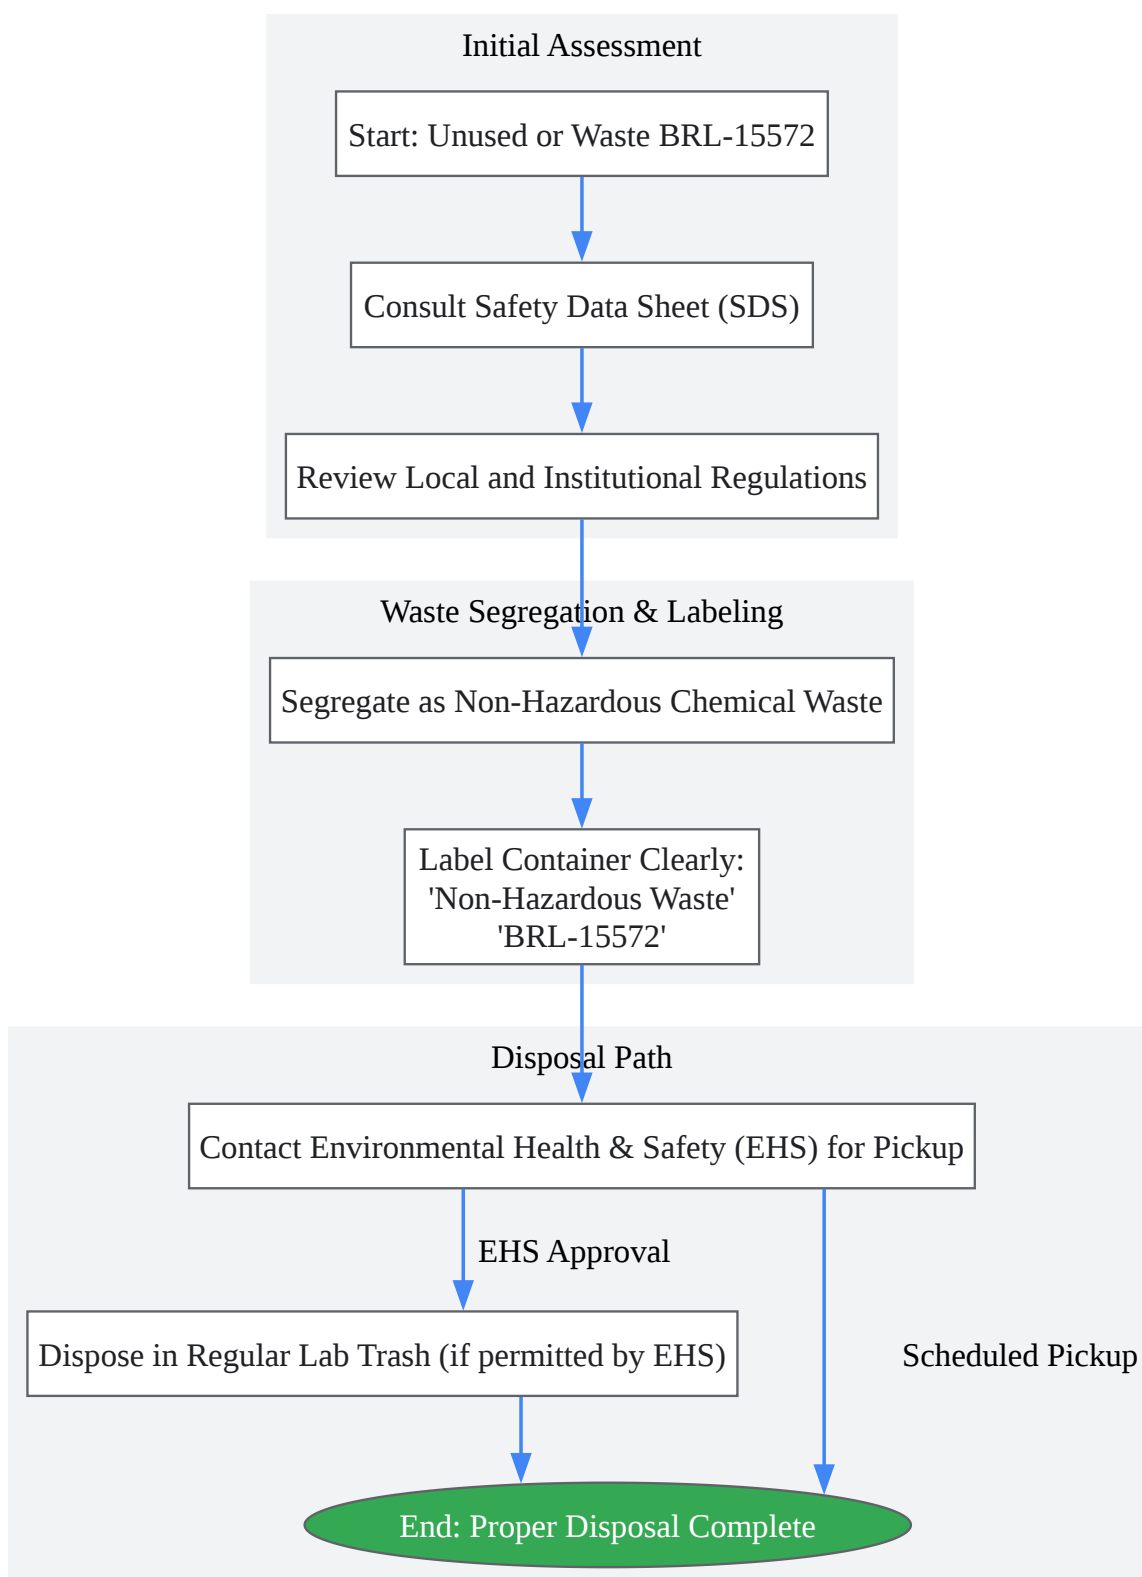 Initial Assessment
Start: Unused or Waste BRL-15572
Consult Safety Data Sheet (SDS)
Review Local and Institutional Regulations
Waste Segregation & Labeling
Segregate as Non-Hazardous Chemical Waste
Label Container Clearly:
'Non-Hazardous Waste'
'BRL-15572'
Disposal Path
Contact Environmental Health & Safety (EHS) for Pickup
EHS Approval
Dispose in Regular Lab Trash (if permitted by EHS)
Scheduled Pickup
End: Proper Disposal Complete